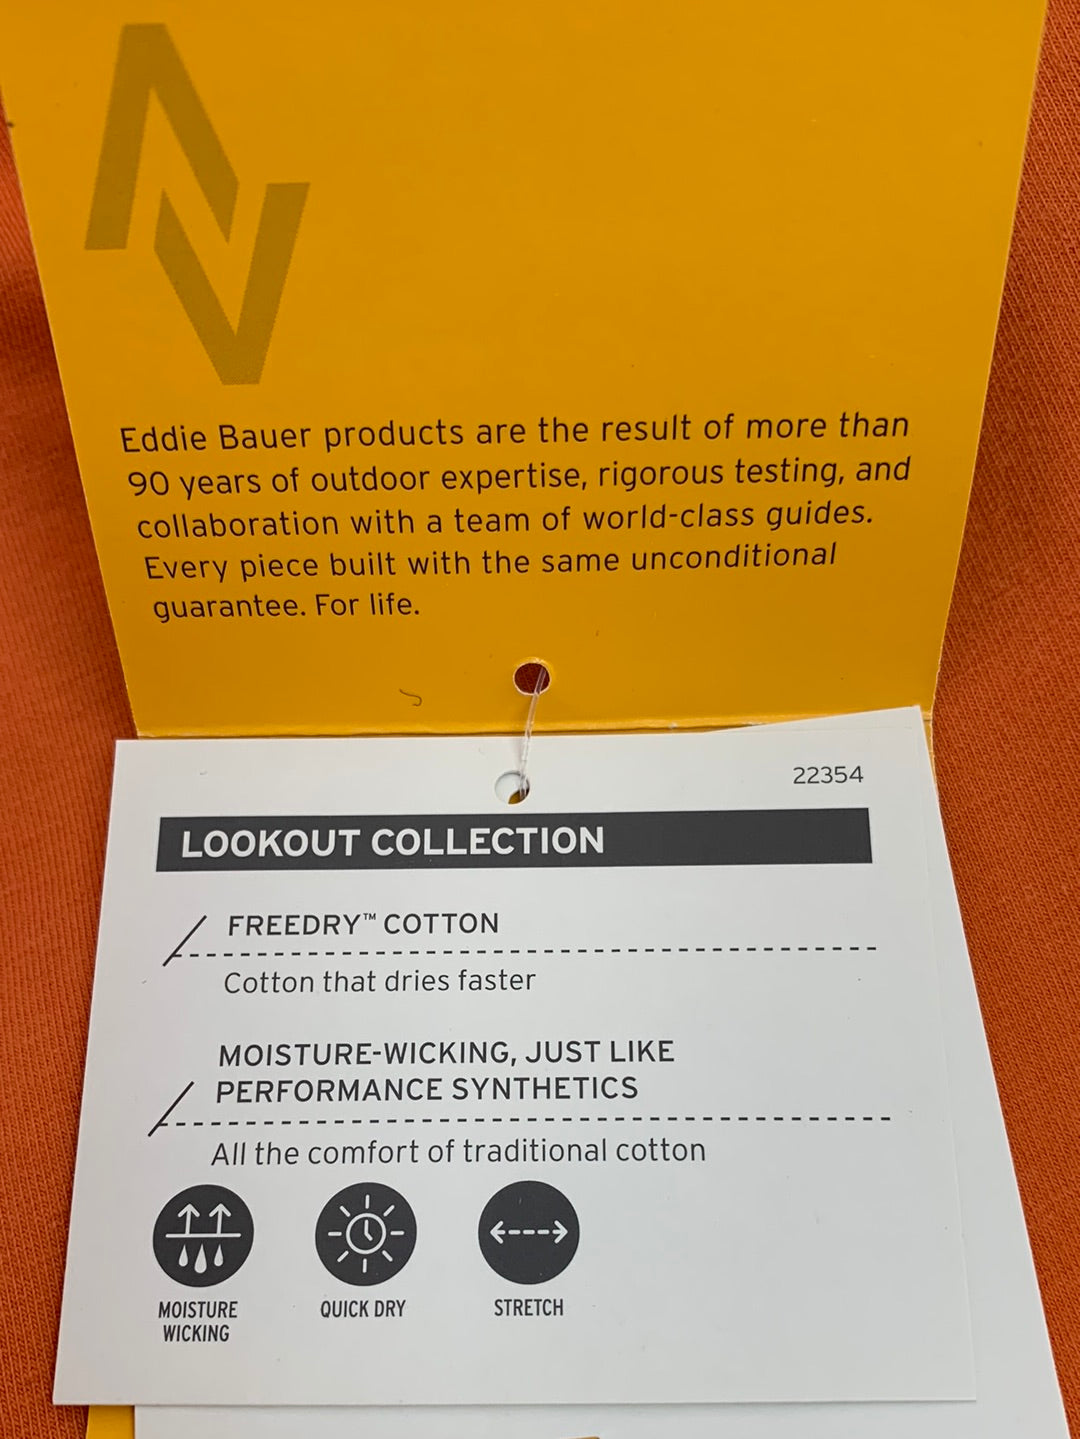 Eddie Bauer products are the result of more than
90 years of outdoor expertise, rigorous testing, and
collaboration with a team of world-class guides.
Every piece built with the same unconditional
guarantee. For life.
22354
LOOKOUT COLLECTION
FREEDRY™ COTTON
Cotton that dries faster
MOISTURE-WICKING, JUST LIKE
PERFORMANCE SYNTHETICS
All the comfort of traditional cotton
MOISTURE
WICKING
QUICK DRY
STRETCH